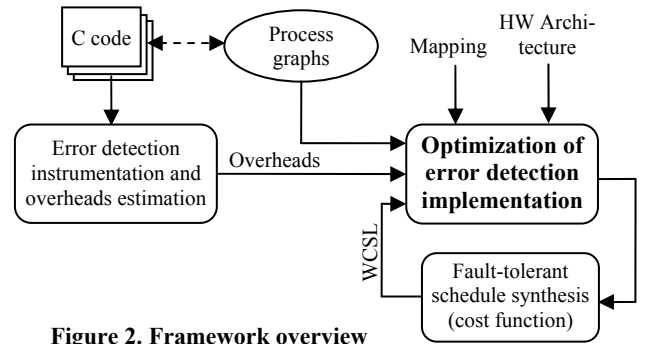 C code
Process
graphs
Mapping
HW Archi-
tecture
Error detection
instrumentation and
overheads estimation
Overheads
Optimization of
error detection
implementation
WCSL
Fault-tolerant
schedule synthesis
(cost function)
Figure 2. Framework overview